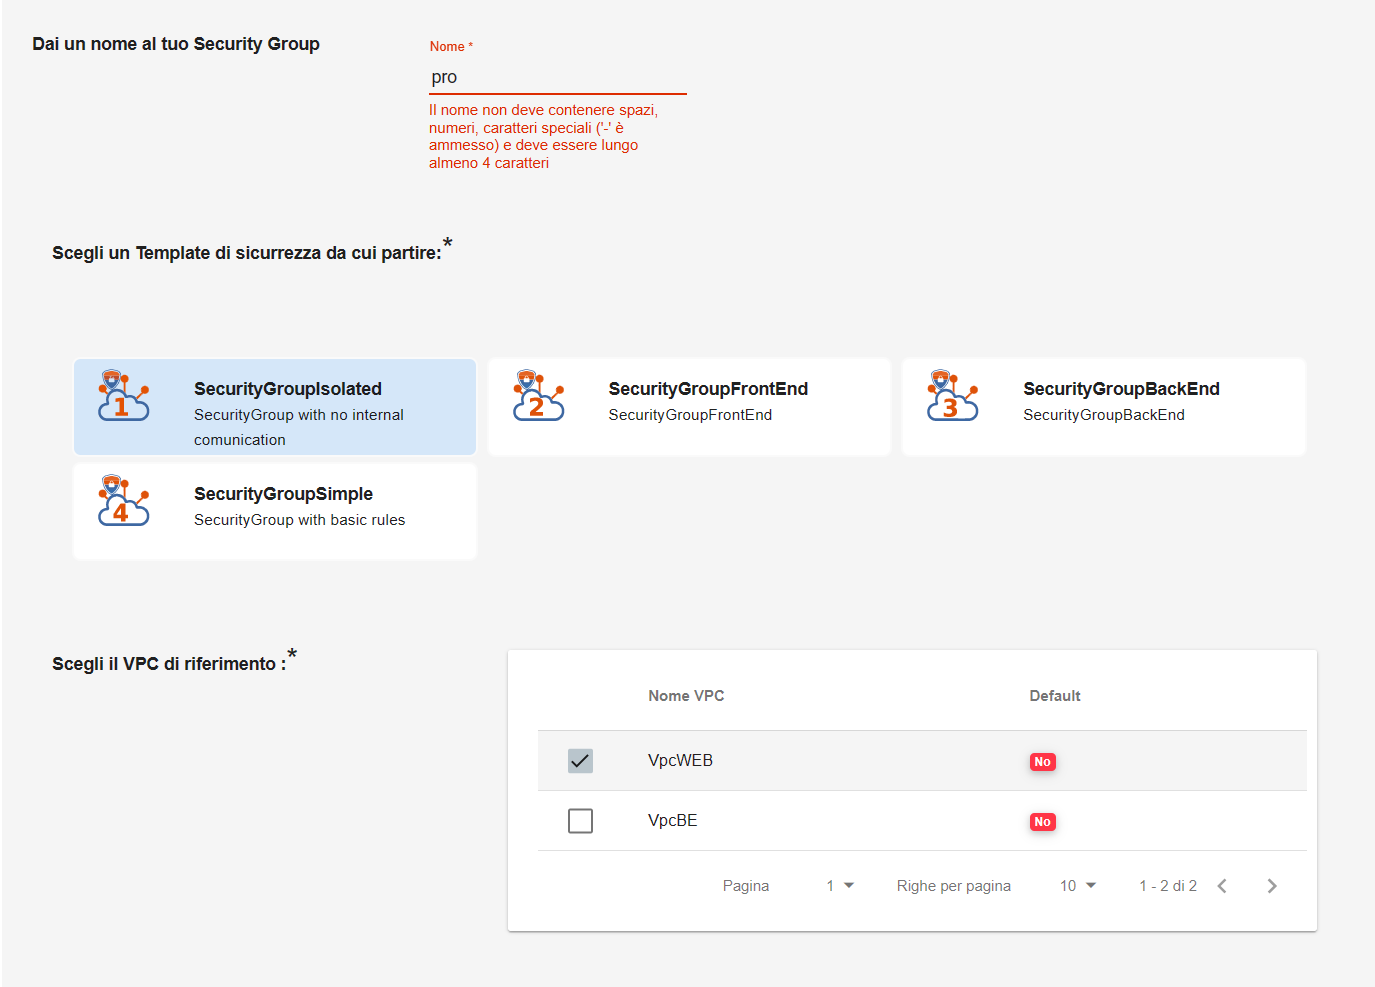 Dai un nome al tuo Security Group
Nome *
pro
Il nome non deve contenere spazi,
numeri, caratteri speciali ('-' è
ammesso) e deve essere lungo
almeno 4 caratteri
Scegli un Template di sicurrezza da cui partire:*
1
SecurityGroupIsolated
SecurityGroup with no internal
comunication
2
SecurityGroupFrontEnd
SecurityGroupFrontEnd
3
SecurityGroupBackEnd
SecurityGroupBackEnd
4
SecurityGroupSimple
SecurityGroup with basic rules
Scegli il VPC di riferimento :*
Nome VPC Default
VpcWEB No
VpcBE No
Pagina 1 Righe per pagina 10 1 - 2 di 2